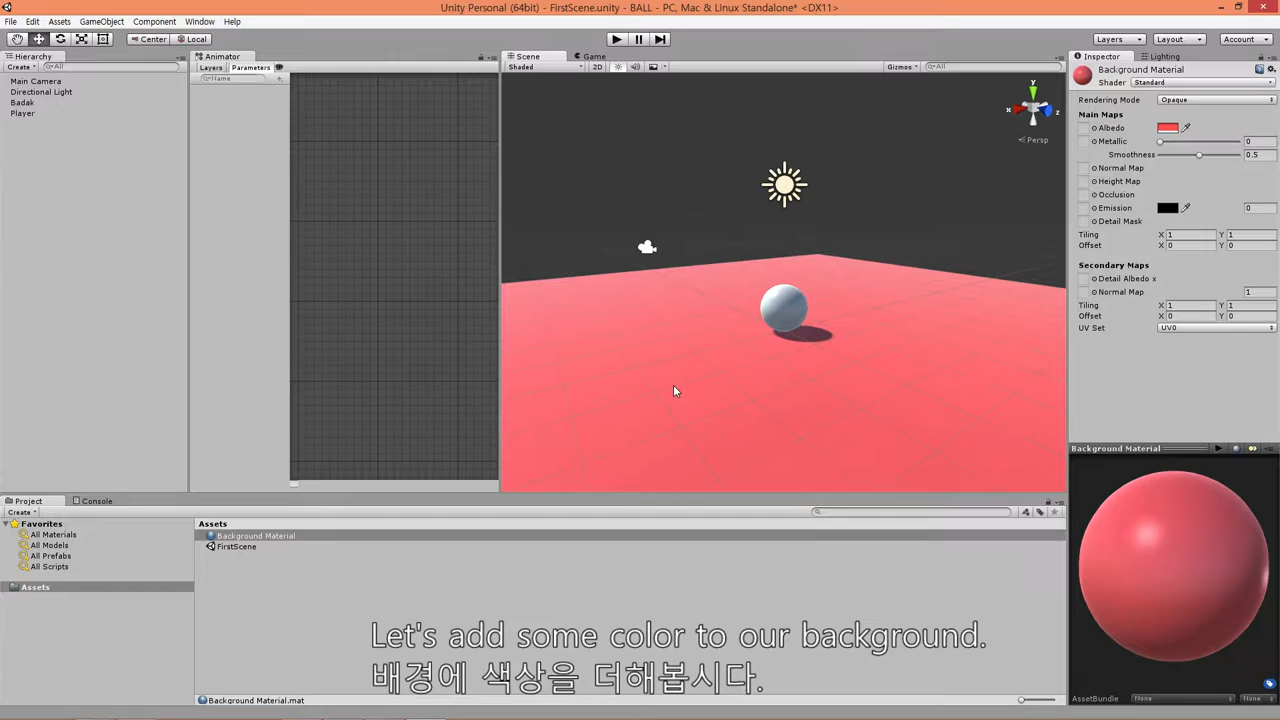 Unity Personal (64bit) - FirstScene.unity - BALL - PC, Mac & Linux Standalone* <DX11>
File Edit Assets GameObject Component Window Help
Center Local Layers Layout Account
Hierarchy
Create All
Main Camera
Directional Light
Badak
Player
Animator
Layers Parameters
Name
Scene Game
Shaded 2D Gizmos All
y
x z
Persp
Inspector Lighting
Background Material
Shader Standard
Rendering Mode Opaque
Main Maps
Albedo
Metallic 0
Smoothness 0.5
Normal Map
Height Map
Occlusion
Emission 0
Detail Mask
Tiling X 1 Y 1
Offset X 0 Y 0
Secondary Maps
Detail Albedo x
Normal Map 1
Tiling X 1 Y 1
Offset X 0 Y 0
UV Set UV0
Background Material
AssetBundle None None
Project Console
Create
Favorites
All Materials
All Models
All Prefabs
All Scripts
Assets
Assets
Background Material
FirstScene
Let's add some color to our background.
배경에 색상을 더해봅시다.
Background Material.mat